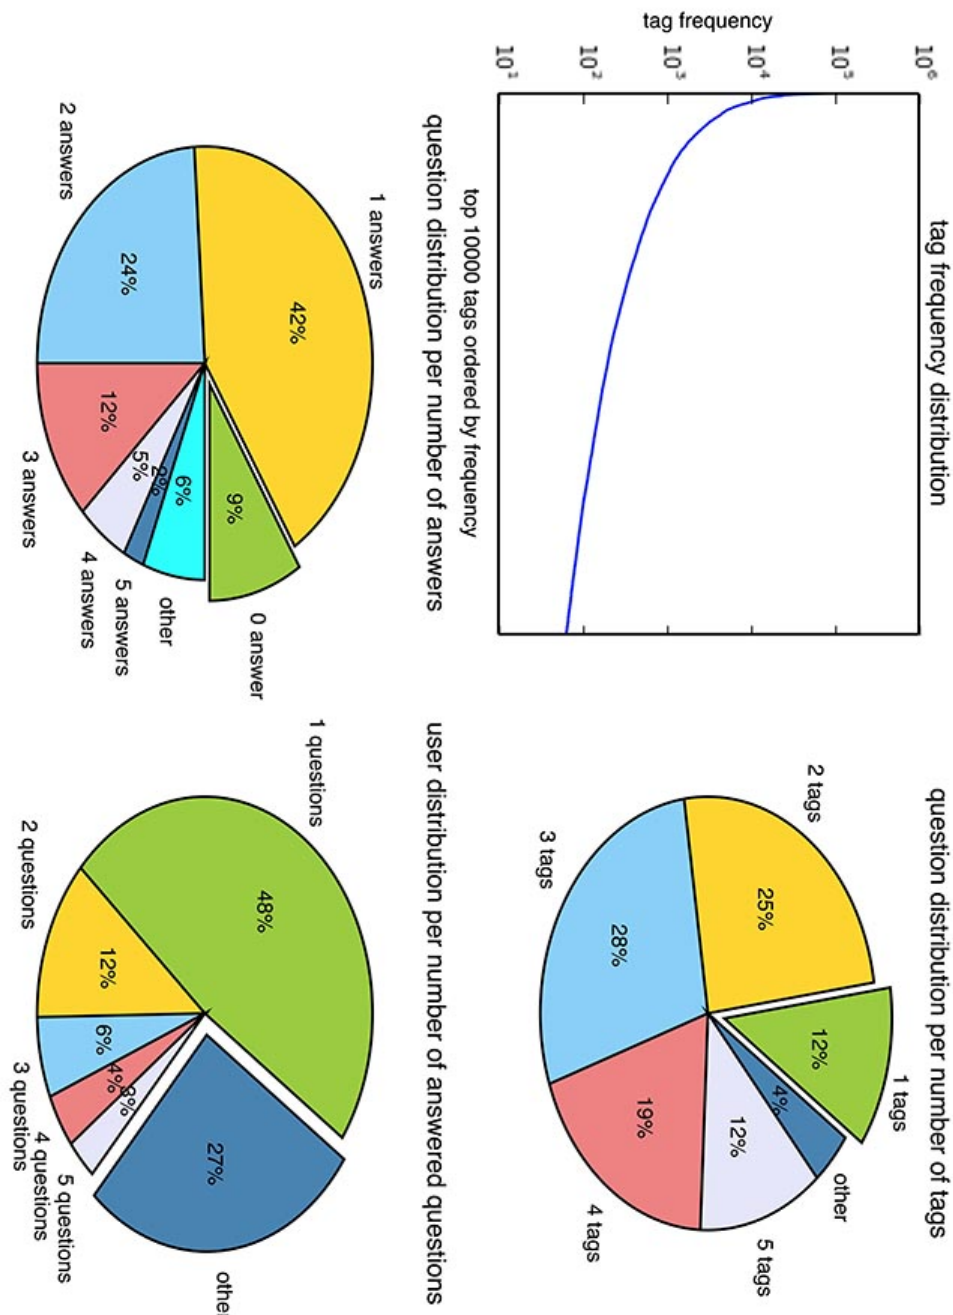 tag frequency distribution
tag frequency
10⁶
10⁵
10⁴
10³
10²
10¹
top 10000 tags ordered by frequency
question distribution per number of tags
1 tags
2 tags
3 tags
4 tags
5 tags
other
12%
25%
28%
19%
12%
4%
question distribution per number of answers
0 answer
1 answers
2 answers
3 answers
4 answers
5 answers
other
9%
42%
24%
12%
5%
2%
6%
user distribution per number of answered questions
1 questions
2 questions
3 questions
4 questions
5 questions
other
48%
12%
6%
4%
3%
27%